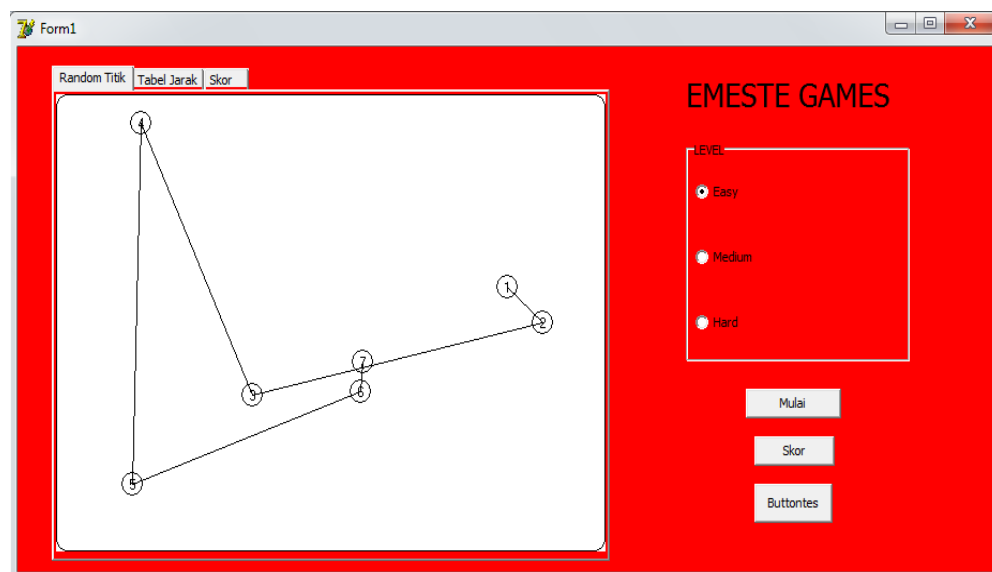 Form1
Random Titik
Tabel Jarak
Skor
EMESTE GAMES
LEVEL
Easy
Medium
Hard
Mulai
Skor
Buttontes
4
1
2
7
3
6
5